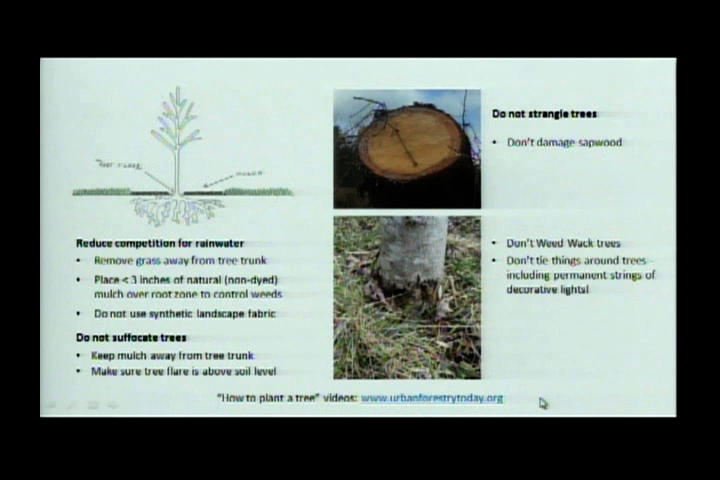 Reduce competition for rainwater
• Remove grass away from tree trunk
• Place < 3 inches of natural (non-dyed)
mulch over root zone to control weeds
• Do not use synthetic landscape fabric
Do not suffocate trees
• Keep mulch away from tree trunk
• Make sure tree flare is above soil level
Do not strangle trees
• Don't damage sapwood
• Don't Weed Wack trees
• Don't tie things around trees -
including permanent strings of
decorative lights!
"How to plant a tree" videos: www.urbanforestrytoday.org